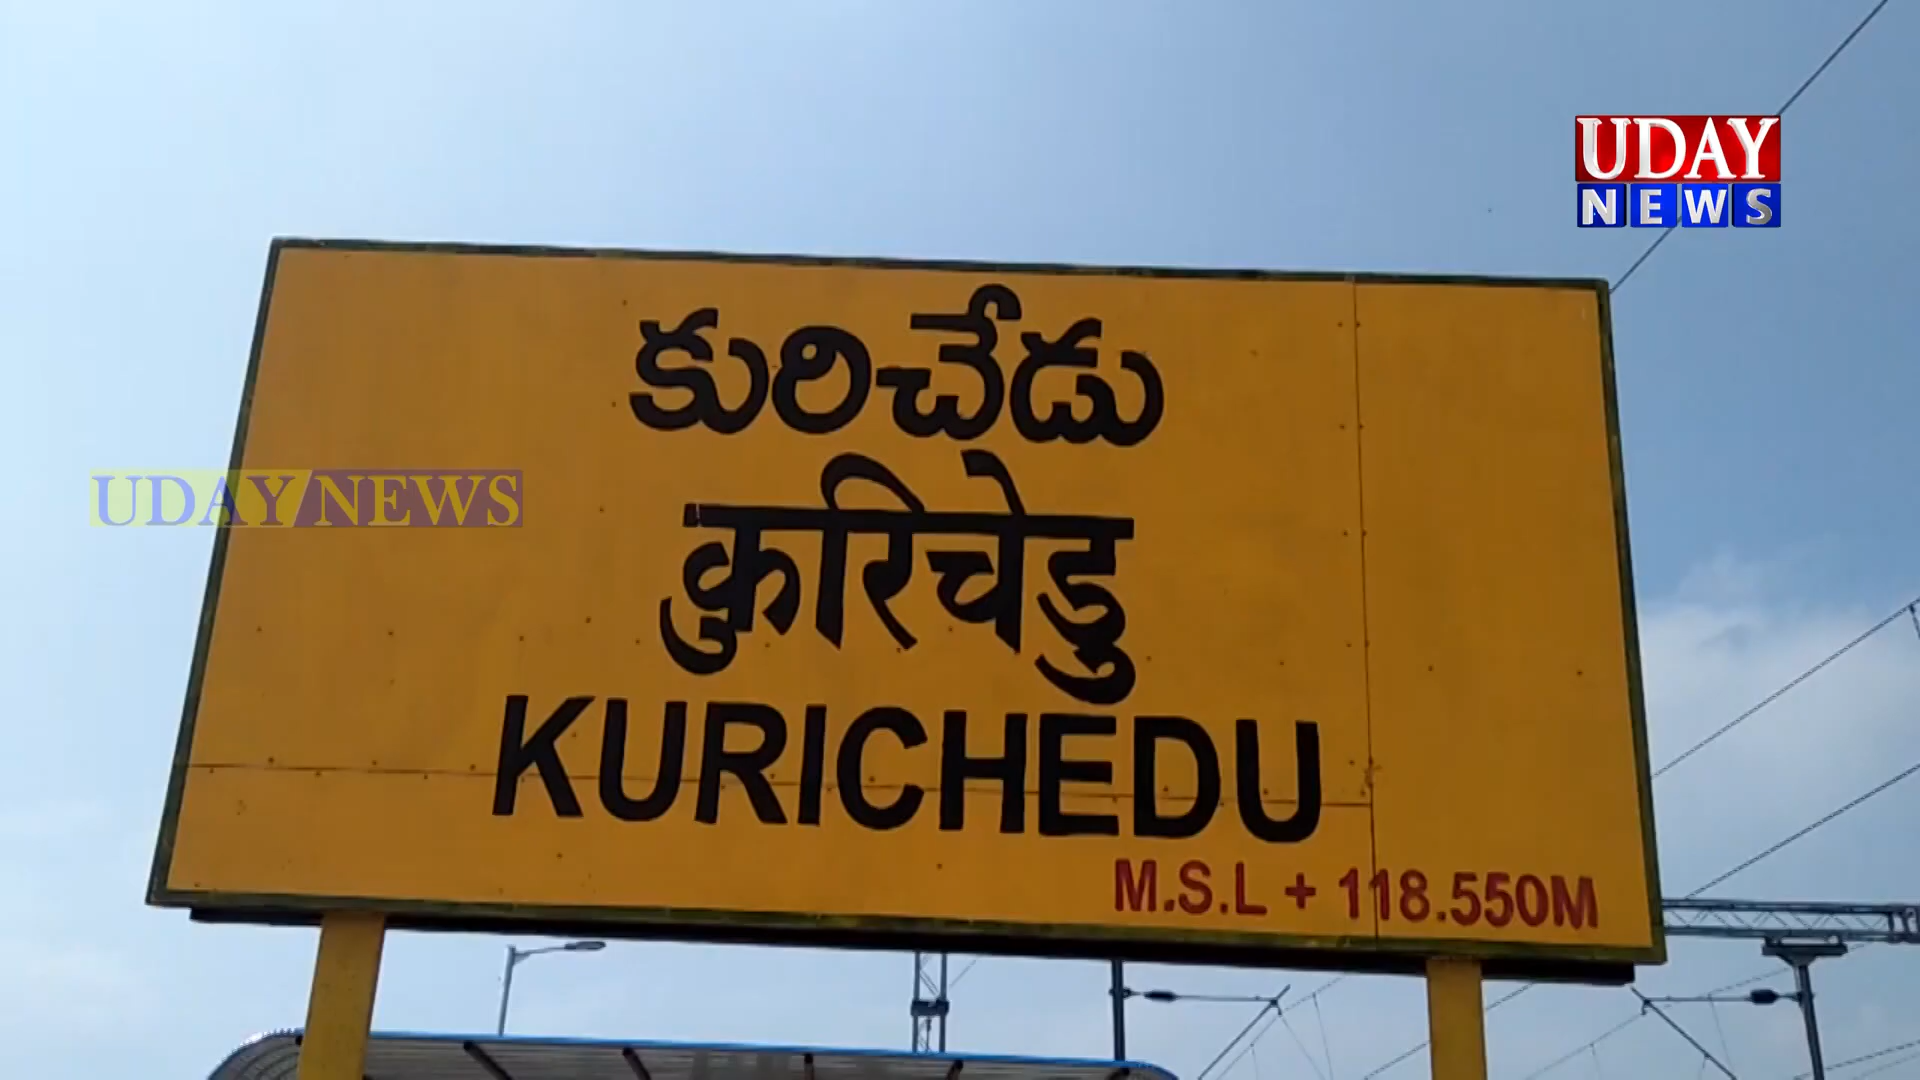 UDAY
NEWS
కురిచేడు
UDAY NEWS
कुरिचेडु
KURICHEDU
M.S.L + 118.550M